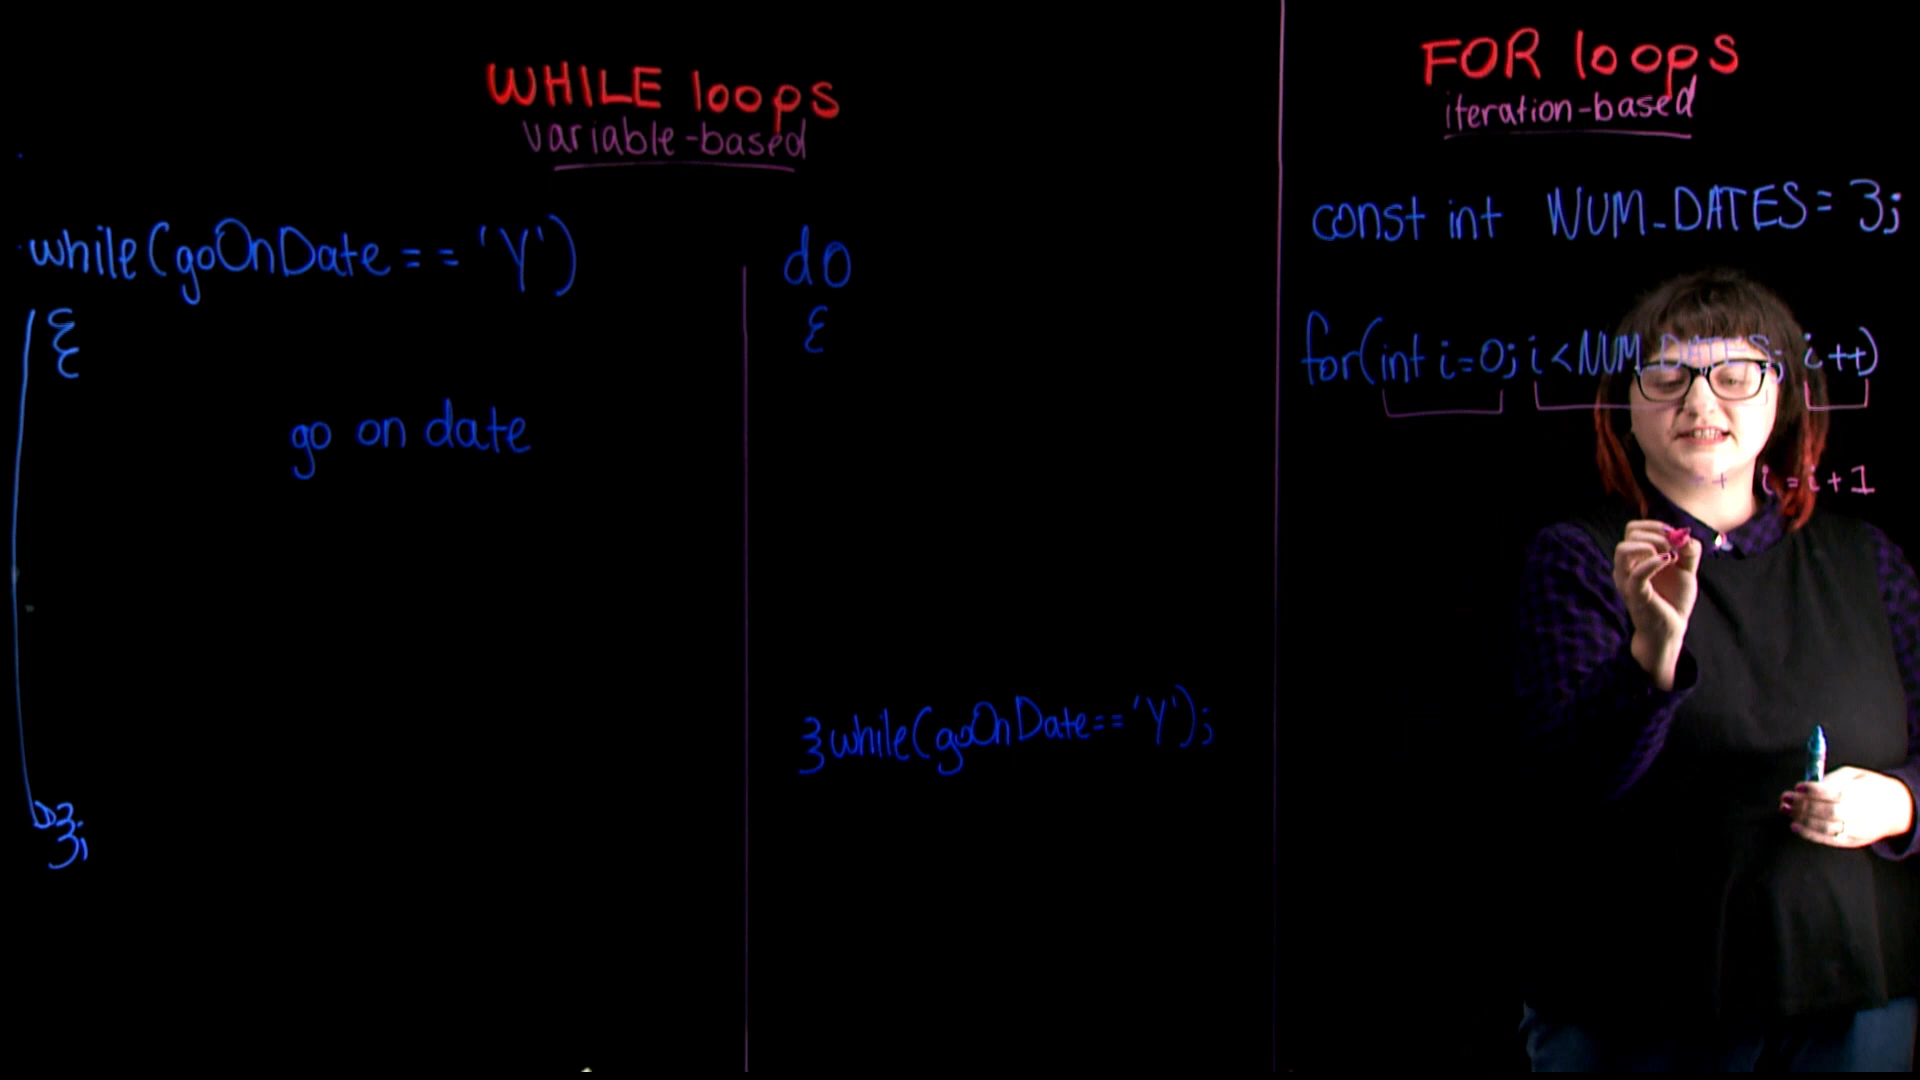 WHILE loops
variable-based
while(goOnDate == 'Y')
{
go on date
};
do
{
}while(goOnDate=='Y');
FOR loops
iteration-based
const int NUM_DATES = 3;
for(int i=0; i<NUM_DATES; i++)
i=i+1